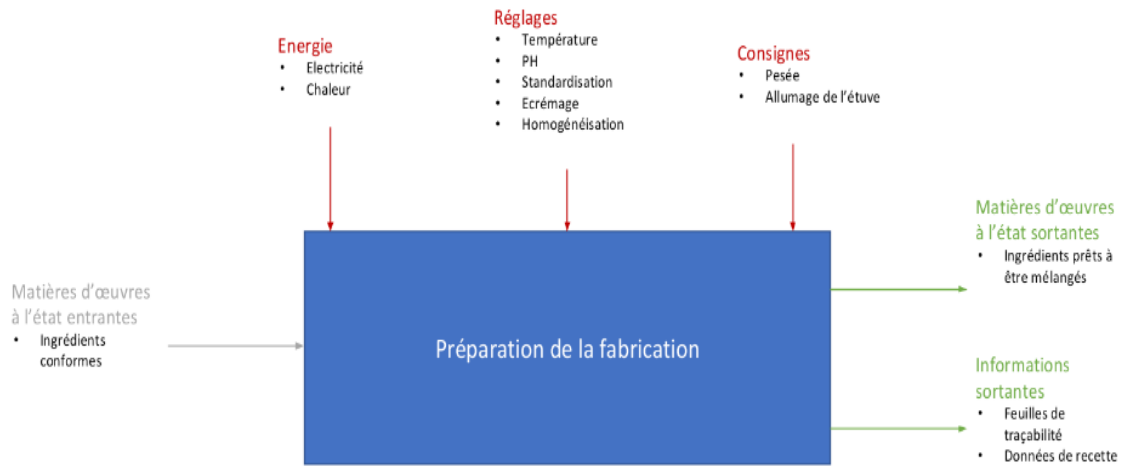 Energie
• Electricité
• Chaleur
Réglages
• Température
• PH
• Standardisation
• Ecrémage
• Homogénéisation
Consignes
• Pesée
• Allumage de l'étuve
Matières d'œuvres
à l'état entrantes
• Ingrédients
conformes
Préparation de la fabrication
Matières d'œuvres
à l'état sortantes
• Ingrédients prêts à
être mélangés
Informations
sortantes
• Feuilles de
traçabilité
• Données de recette